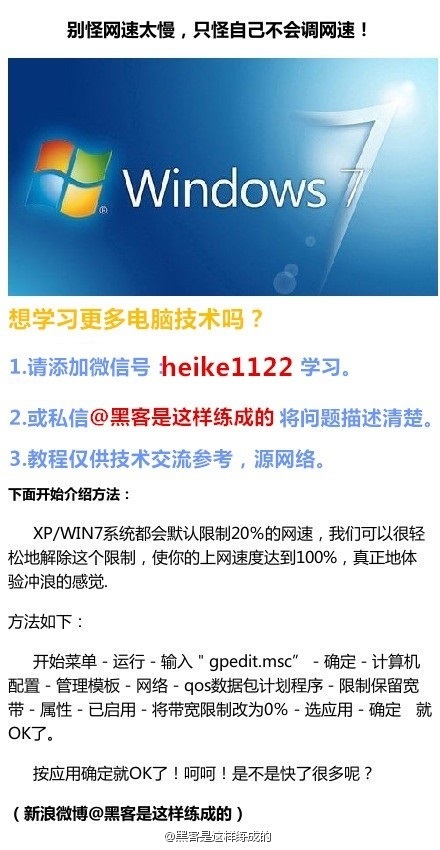 别怪网速太慢，只怪自己不会调网速！
Windows 7
7
®
想学习更多电脑技术吗？
1.请添加微信号：heike1122 学习。
2.或私信@黑客是这样练成的 将问题描述清楚。
3.教程仅供技术交流参考，源网络。
下面开始介绍方法：
XP/WIN7系统都会默认限制20%的网速，我们可以很轻
松地解除这个限制，使你的上网速度达到100%，真正地体
验冲浪的感觉.
方法如下：
开始菜单－运行－输入＂gpedit.msc” －确定－计算机
配置－管理模板－网络－qos数据包计划程序－限制保留宽
带－属性－已启用－将带宽限制改为0%－选应用－确定 就
OK了。
按应用确定就OK了！呵呵！是不是快了很多呢？
（新浪微博@黑客是这样练成的）
@黑客是这样练成的